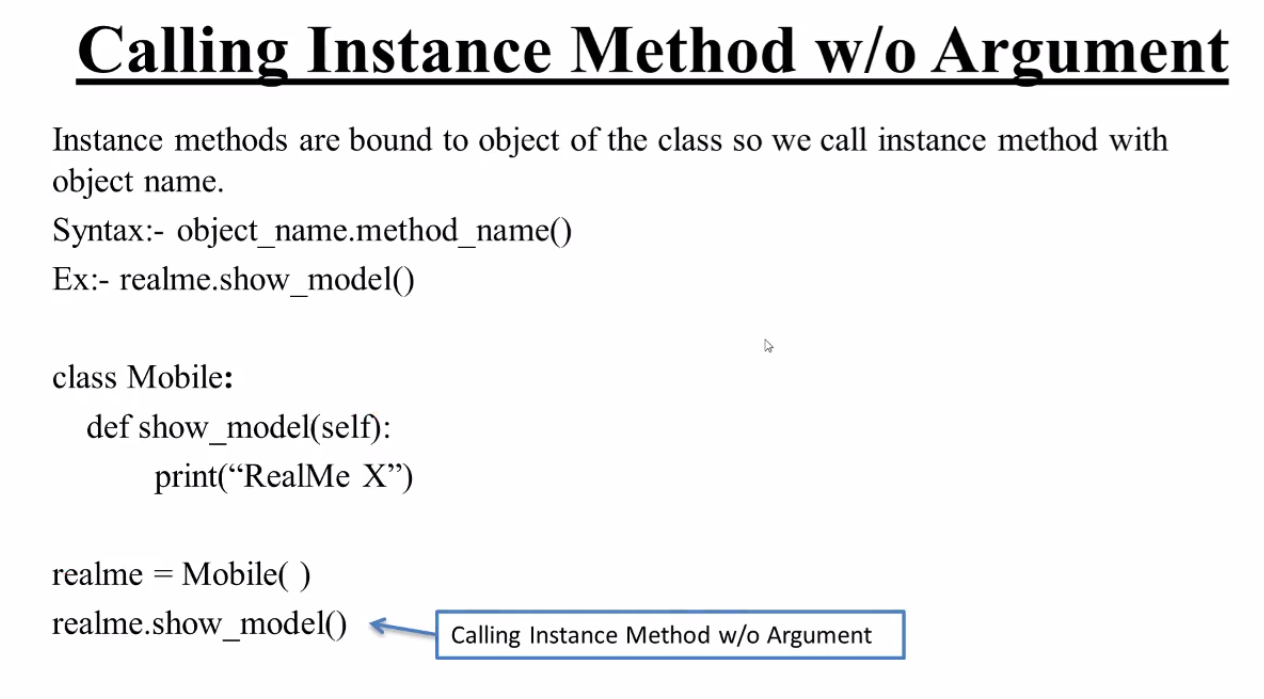 Calling Instance Method w/o Argument
Instance methods are bound to object of the class so we call instance method with
object name.
Syntax:- object_name.method_name()
Ex:- realme.show_model()
class Mobile:
def show_model(self):
print(“RealMe X”)
realme = Mobile( )
realme.show_model()
Calling Instance Method w/o Argument